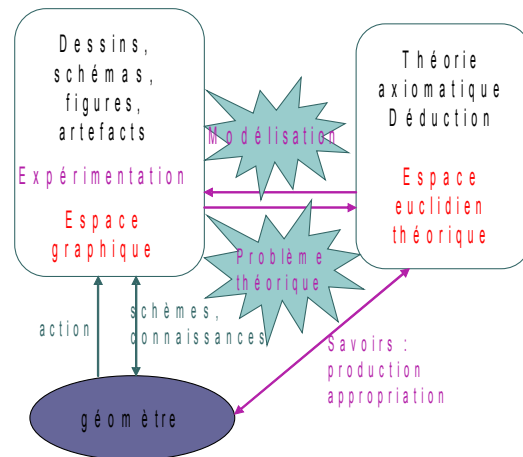 Dessins,
schémas,
figures,
artefacts
Expérimentation
Espace
graphique
Modélisation
Théorie
axiomatique
Déduction
Espace
euclidien
théorique
Problème
théorique
action
schèmes,
connaissances
Savoirs :
production
appropriation
géomètre